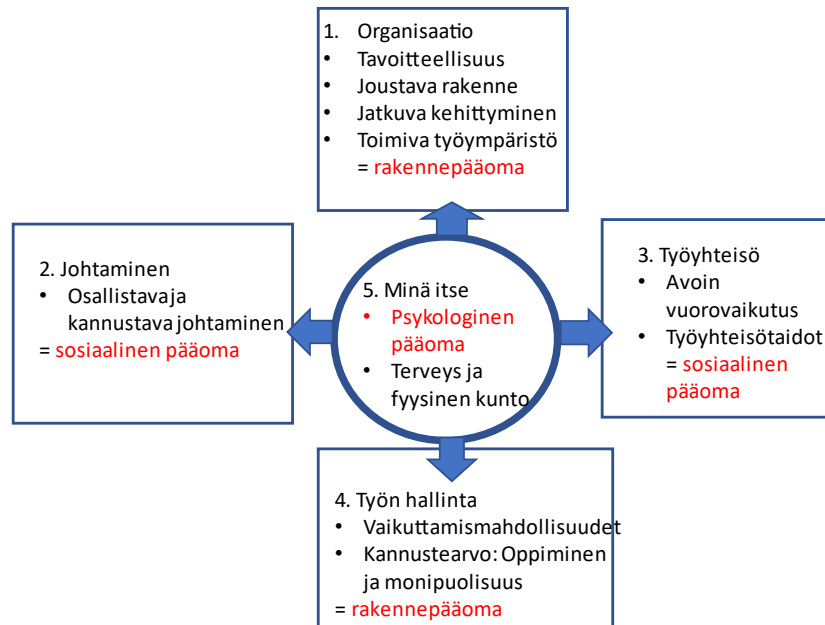 1. Organisaatio
• Tavoitteellisuus
• Joustava rakenne
• Jatkuva kehittyminen
• Toimiva työympäristö
= rakennepääoma
2. Johtaminen
• Osallistava ja
kannustava johtaminen
= sosiaalinen pääoma
5. Minä itse
• Psykologinen
pääoma
• Terveys ja
fyysinen kunto
3. Työyhteisö
• Avoin
vuorovaikutus
• Työyhteisötaidot
= sosiaalinen
pääoma
4. Työn hallinta
• Vaikuttamismahdollisuudet
• Kannustearvo: Oppiminen
ja monipuolisuus
= rakennepääoma